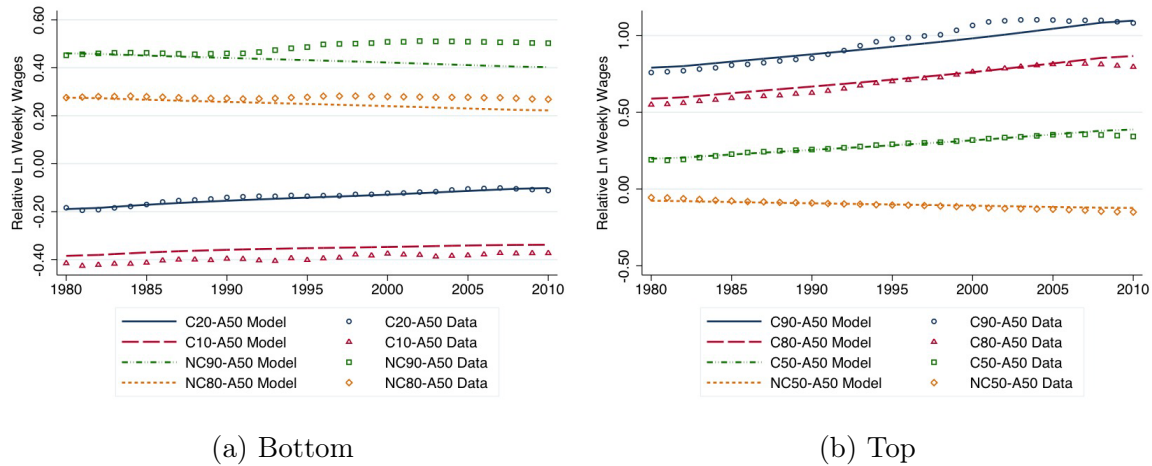 Relative Ln Weekly Wages
0.60
0.40
0.20
0.00
-0.20
-0.40
1980 1985 1990 1995 2000 2005 2010
C20-A50 Model C20-A50 Data
C10-A50 Model C10-A50 Data
NC90-A50 Model NC90-A50 Data
NC80-A50 Model NC80-A50 Data
(a) Bottom
Relative Ln Weekly Wages
1.00
0.50
0.00
-0.50
1980 1985 1990 1995 2000 2005 2010
C90-A50 Model C90-A50 Data
C80-A50 Model C80-A50 Data
C50-A50 Model C50-A50 Data
NC50-A50 Model NC50-A50 Data
(b) Top